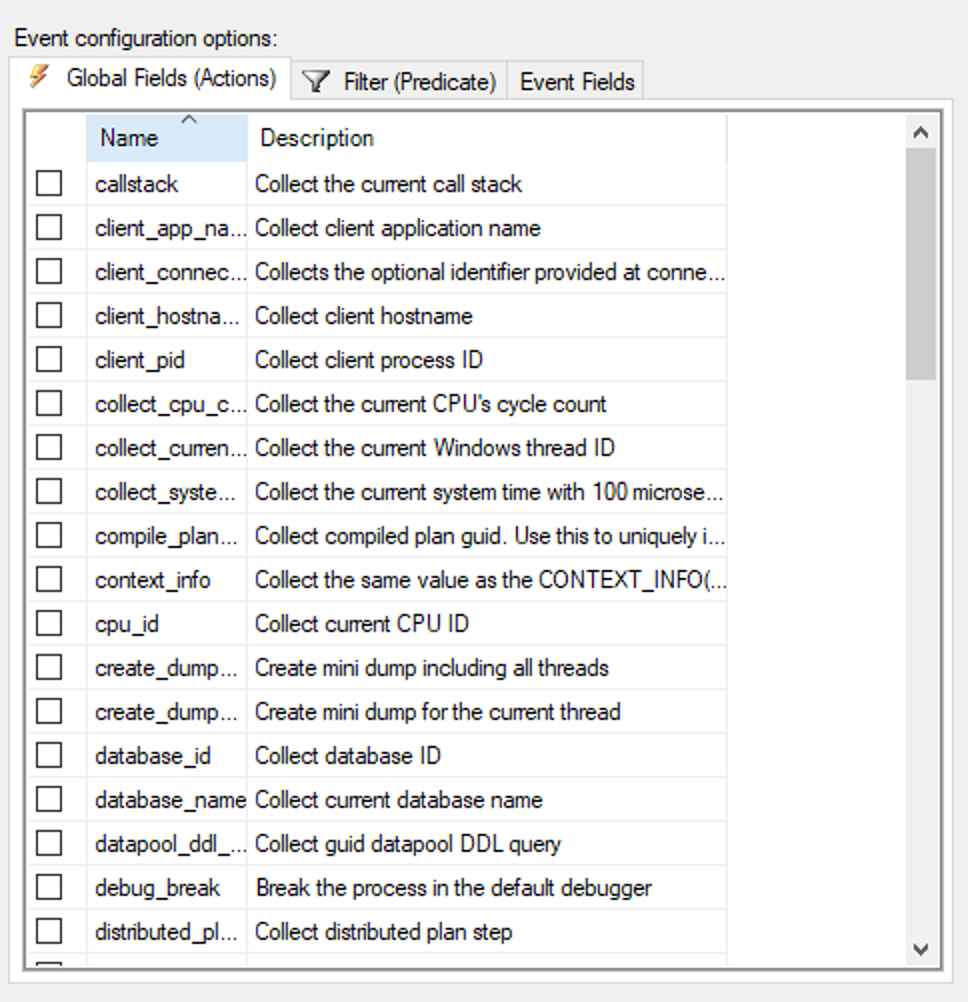 Event configuration options:
Global Fields (Actions) Filter (Predicate) Event Fields
Name Description
callstack Collect the current call stack
client_app_na... Collect client application name
client_connec... Collects the optional identifier provided at conne...
client_hostna... Collect client hostname
client_pid Collect client process ID
collect_cpu_c... Collect the current CPU's cycle count
collect_curren... Collect the current Windows thread ID
collect_syste... Collect the current system time with 100 microse...
compile_plan... Collect compiled plan guid. Use this to uniquely i...
context_info Collect the same value as the CONTEXT_INFO(...
cpu_id Collect current CPU ID
create_dump... Create mini dump including all threads
create_dump... Create mini dump for the current thread
database_id Collect database ID
database_name Collect current database name
datapool_ddl_... Collect guid datapool DDL query
debug_break Break the process in the default debugger
distributed_pl... Collect distributed plan step